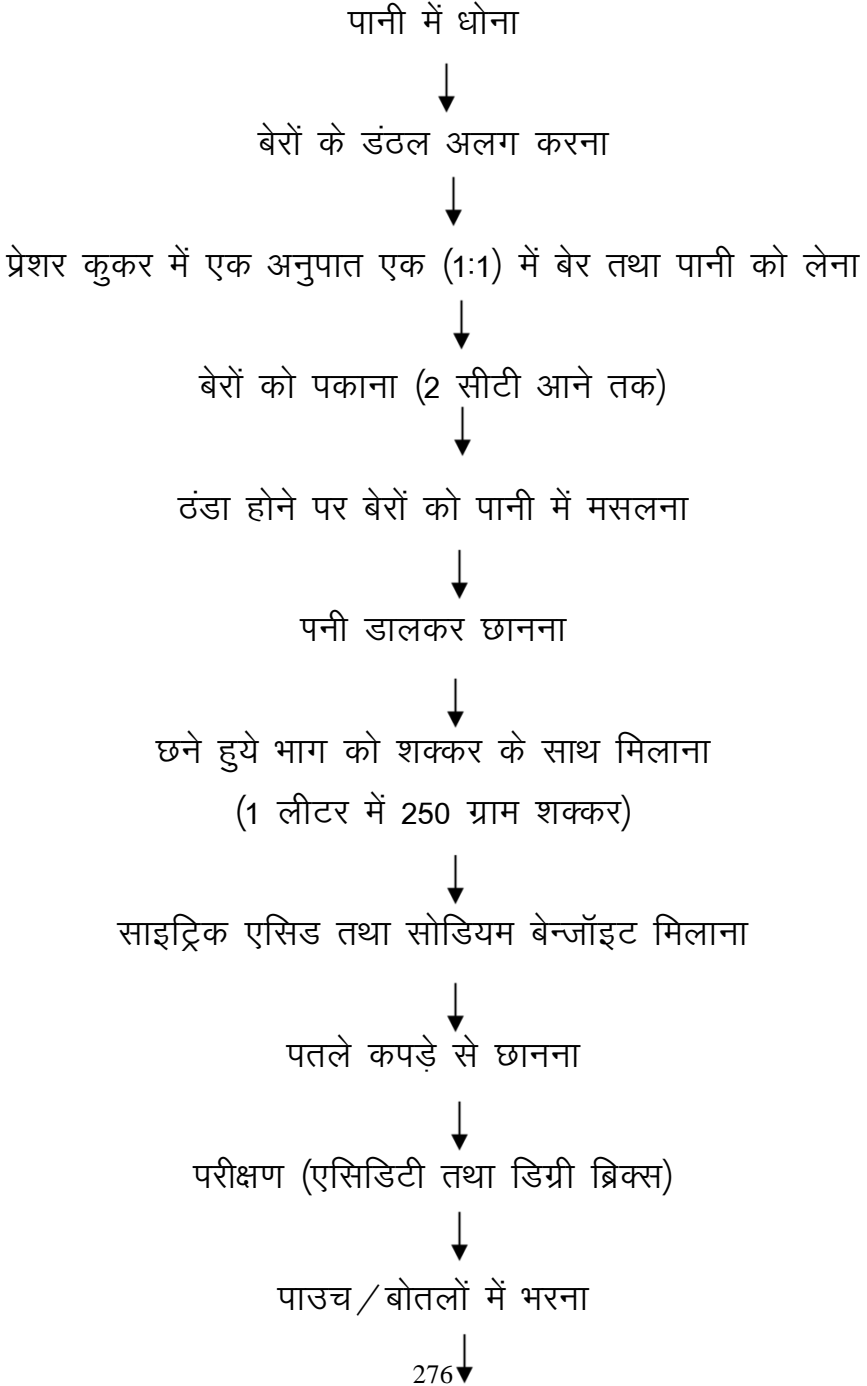 पानी में धोना
बेरों के डंठल अलग करना
प्रेशर कुकर में एक अनुपात एक (1:1) में बेर तथा पानी को लेना
बेरों को पकाना (2 सीटी आने तक)
ठंडा होने पर बेरों को पानी में मसलना
पनी डालकर छानना
छने हुये भाग को शक्कर के साथ मिलाना
(1 लीटर में 250 ग्राम शक्कर)
साइट्रिक एसिड तथा सोडियम बेन्जॉइट मिलाना
पतले कपड़े से छानना
परीक्षण (एसिडिटी तथा डिग्री ब्रिक्स)
पाउच/बोतलों में भरना
276